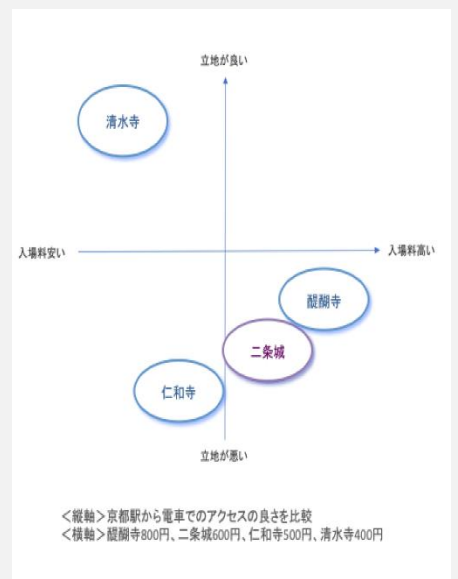 立地が良い
清水寺
入場料安い
入場料高い
醍醐寺
二条城
仁和寺
立地が悪い
＜縦軸＞京都駅から電車でのアクセスの良さを比較
＜横軸＞醍醐寺800円、二条城600円、仁和寺500円、清水寺400円